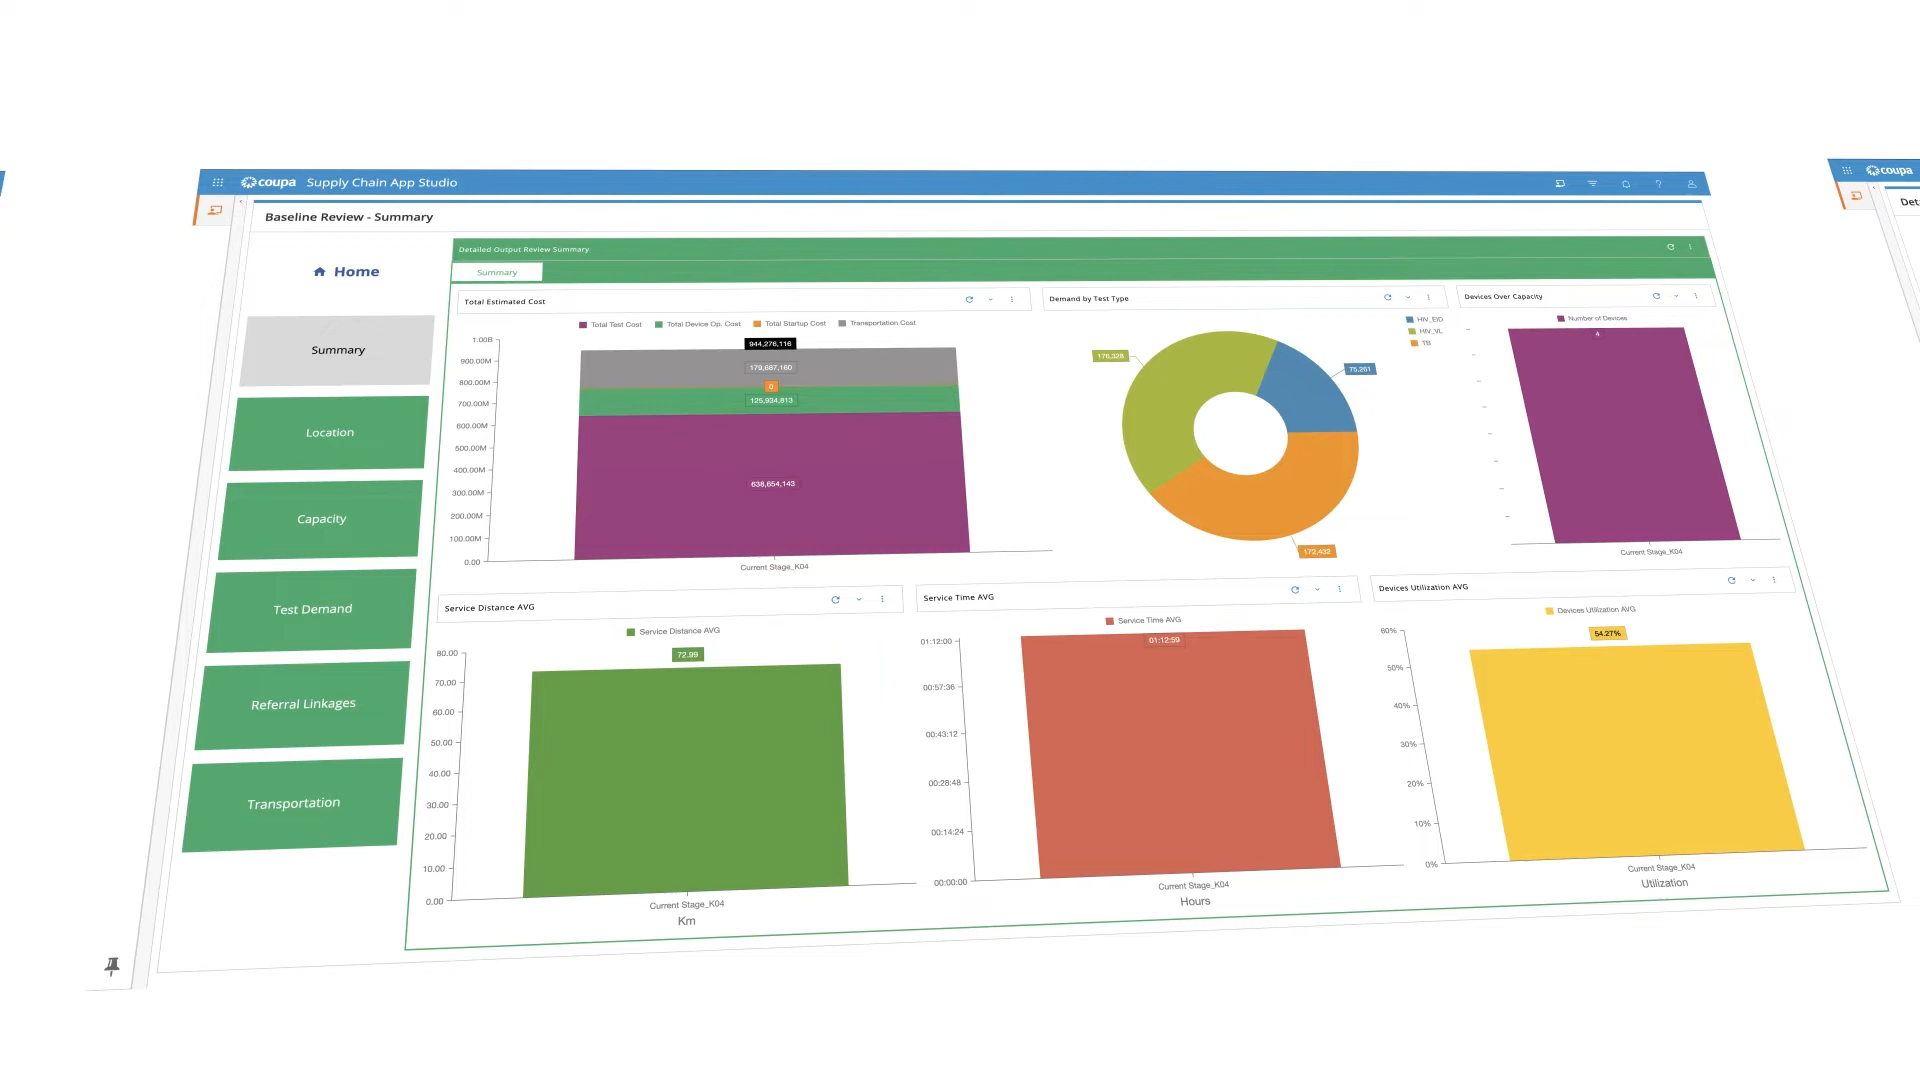 coupa Supply Chain App Studio
coupa
Baseline Review - Summary
Home
Summary
Location
Capacity
Test Demand
Referral Linkages
Transportation
Detailed Output Review Summary
Summary
Total Estimated Cost
Total Test Cost Total Device Op. Cost Total Startup Cost Transportation Cost
1.00B
900.00M
800.00M
700.00M
600.00M
500.00M
400.00M
300.00M
200.00M
100.00M
0.00
944,276,116
179,687,160
0
125,934,813
638,654,143
Current Stage_K04
Demand by Test Type
HIV_EID
HIV_VL
TB
176,328
75,261
172,432
Devices Over Capacity
Number of Devices
4
Current Stage_K04
Service Distance AVG
Service Distance AVG
80.00
70.00
60.00
50.00
40.00
30.00
20.00
10.00
0.00
72.99
Current Stage_K04
Km
Service Time AVG
Service Time AVG
01:12:00
00:57:36
00:43:12
00:28:48
00:14:24
00:00:00
01:12:59
Current Stage_K04
Hours
Devices Utilization AVG
Devices Utilization AVG
60%
50%
40%
30%
20%
10%
0%
54.27%
Current Stage_K04
Utilization